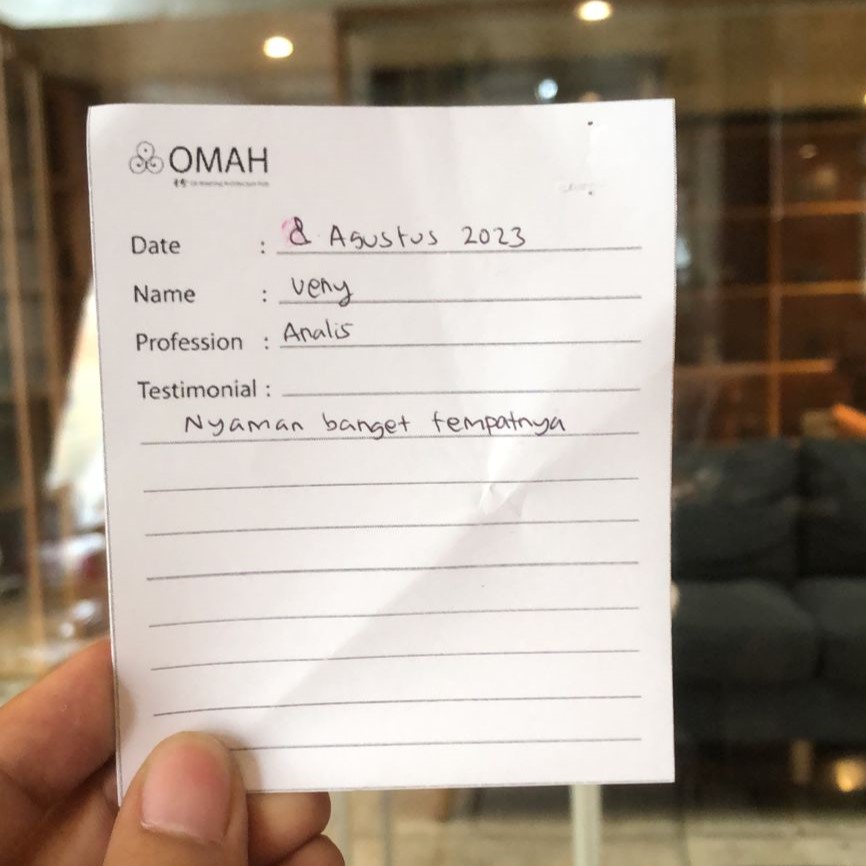 OMAH
Date : 8 Agustus 2023
Name : Veny
Profession : Analis
Testimonial :
Nyaman banget tempatnya